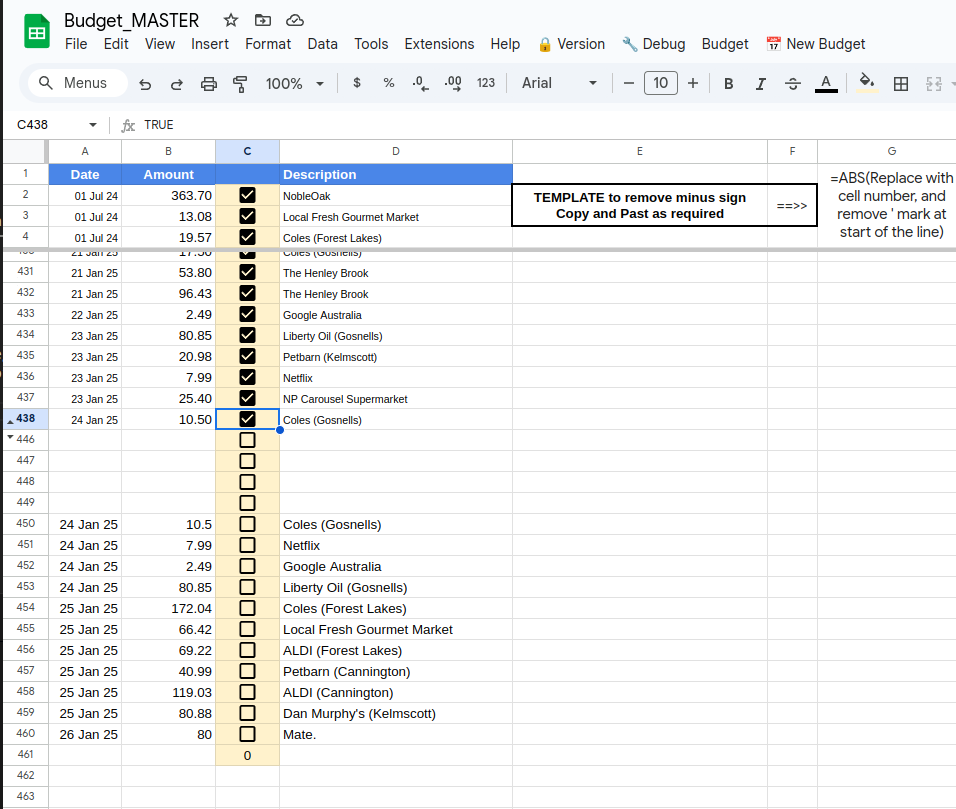 Budget_MASTER
File Edit View Insert Format Data Tools Extensions Help Version Debug Budget New Budget
Menus 100% $ % .0 .00 123 Arial 10 B I A
C438 fx TRUE
A B C D E F G
1 Date Amount Description
2 01 Jul 24 363.70 NobleOak
3 01 Jul 24 13.08 Local Fresh Gourmet Market
4 01 Jul 24 19.57 Coles (Forest Lakes)
TEMPLATE to remove minus sign
Copy and Past as required
==>>
=ABS(Replace with
cell number, and
remove ' mark at
start of the line)
21 Jan 25 17.50 Coles (Gosnells)
431 21 Jan 25 53.80 The Henley Brook
432 21 Jan 25 96.43 The Henley Brook
433 22 Jan 25 2.49 Google Australia
434 23 Jan 25 80.85 Liberty Oil (Gosnells)
435 23 Jan 25 20.98 Petbarn (Kelmscott)
436 23 Jan 25 7.99 Netflix
437 23 Jan 25 25.40 NP Carousel Supermarket
438 24 Jan 25 10.50 Coles (Gosnells)
446
447
448
449
450 24 Jan 25 10.5 Coles (Gosnells)
451 24 Jan 25 7.99 Netflix
452 24 Jan 25 2.49 Google Australia
453 24 Jan 25 80.85 Liberty Oil (Gosnells)
454 25 Jan 25 172.04 Coles (Forest Lakes)
455 25 Jan 25 66.42 Local Fresh Gourmet Market
456 25 Jan 25 69.22 ALDI (Forest Lakes)
457 25 Jan 25 40.99 Petbarn (Cannington)
458 25 Jan 25 119.03 ALDI (Cannington)
459 25 Jan 25 80.88 Dan Murphy's (Kelmscott)
460 26 Jan 25 80 Mate.
461 0
462
463